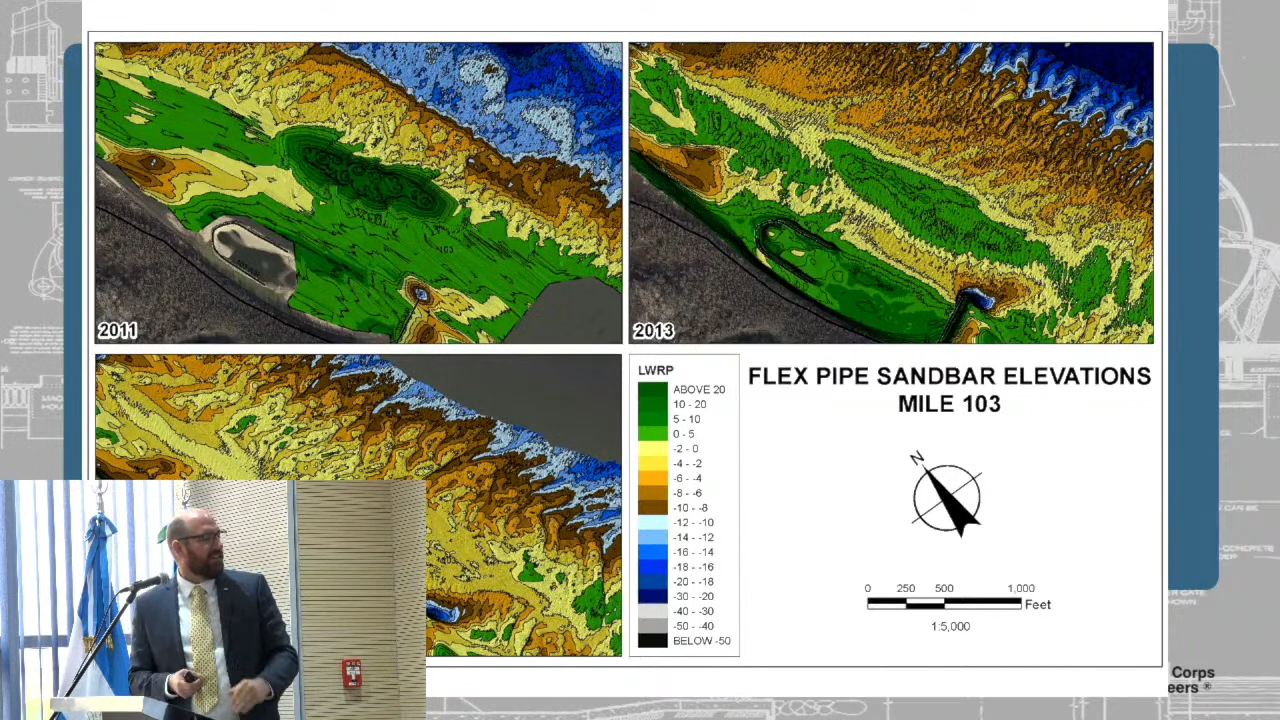 2011
2013
LWRP
ABOVE 20
10 - 20
5 - 10
0 - 5
-2 - 0
-4 - -2
-6 - -4
-8 - -6
-10 - -8
-12 - -10
-14 - -12
-16 - -14
-18 - -16
-20 - -18
-30 - -20
-40 - -30
-50 - -40
BELOW -50
FLEX PIPE SANDBAR ELEVATIONS
MILE 103
N
0 250 500 1,000
Feet
1:5,000
103
Corps
eers ®